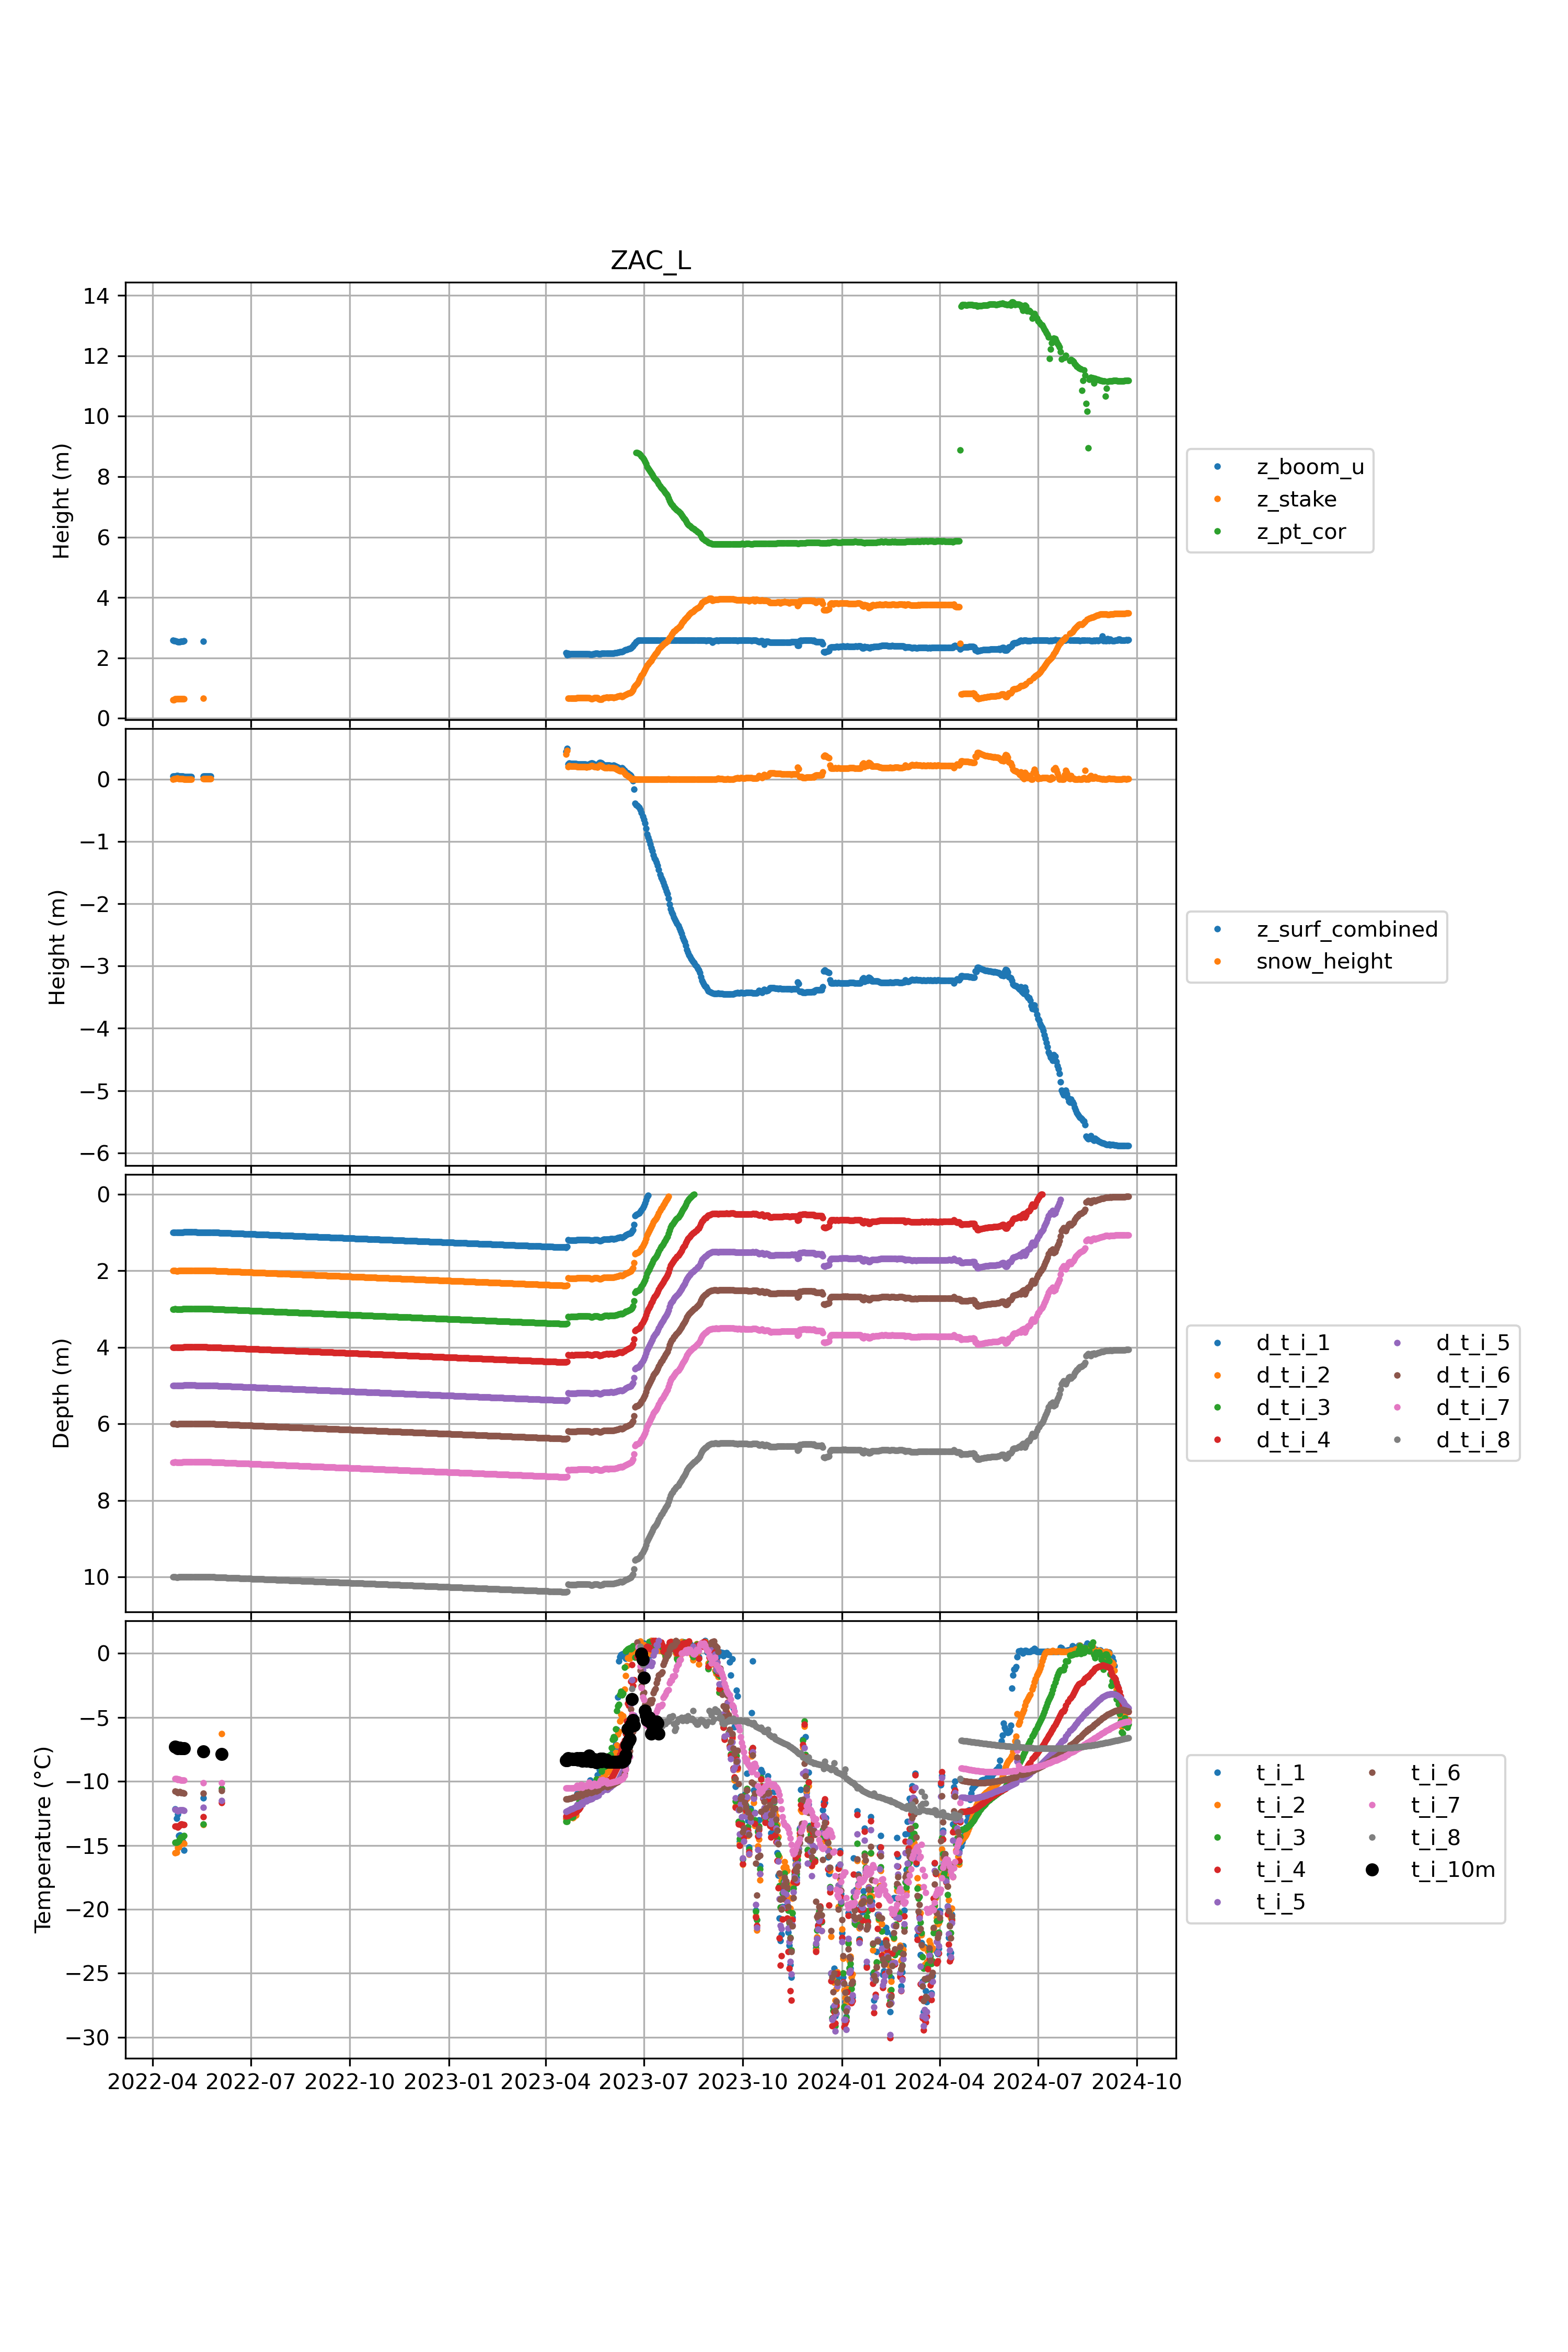 ZAC_L
14
12
10
8
6
4
2
0
Height (m)
z_boom_u
z_stake
z_pt_cor
0
−1
−2
−3
−4
−5
−6
Height (m)
z_surf_combined
snow_height
0
2
4
6
8
10
Depth (m)
d_t_i_1 d_t_i_5
d_t_i_2 d_t_i_6
d_t_i_3 d_t_i_7
d_t_i_4 d_t_i_8
0
−5
−10
−15
−20
−25
−30
Temperature (°C)
t_i_1 t_i_6
t_i_2 t_i_7
t_i_3 t_i_8
t_i_4 t_i_10m
t_i_5
2022-04 2022-07 2022-10 2023-01 2023-04 2023-07 2023-10 2024-01 2024-04 2024-07 2024-10